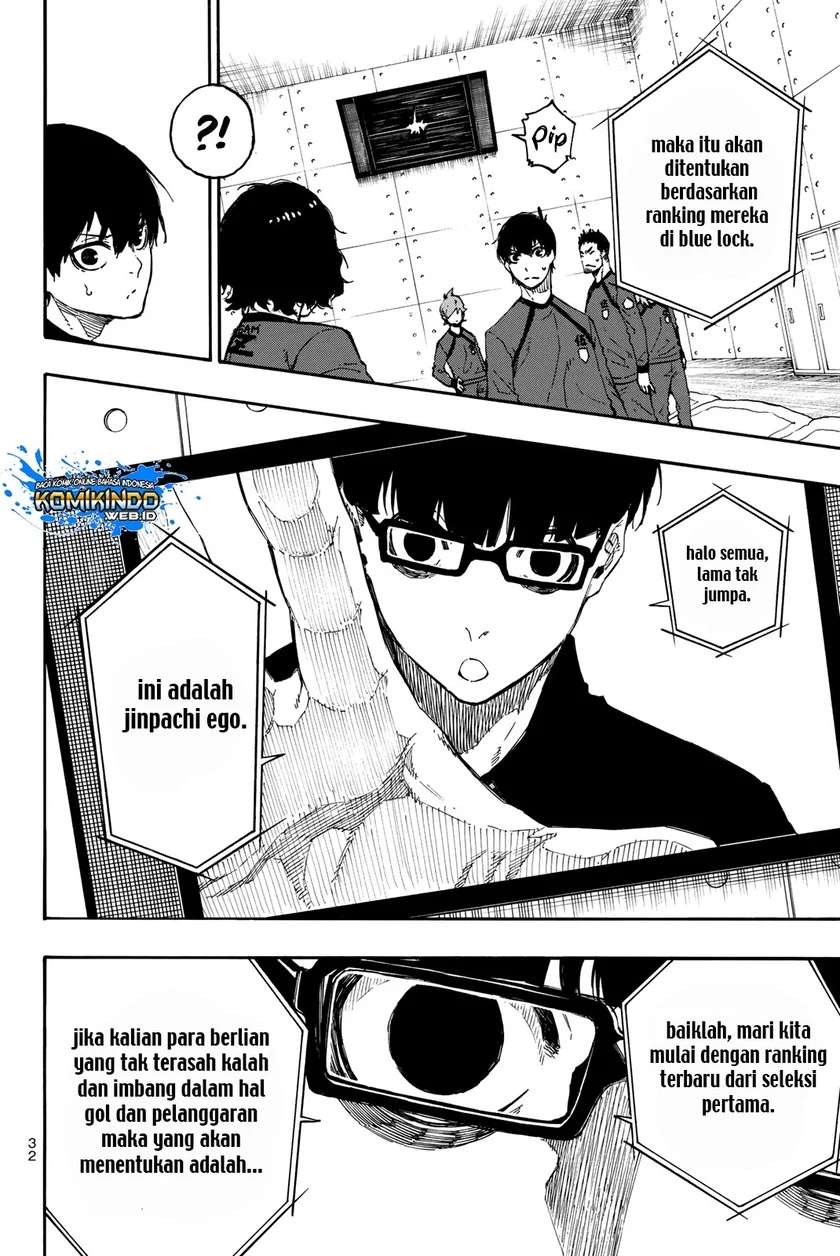 maka itu akan
ditentukan
berdasarkan
ranking mereka
di blue lock.
pip
?!
EAM
Z
15
BACA KOMIK ONLINE BAHASA INDONESIA
KOMIKINDO
WEB.ID
halo semua,
lama tak
jumpa.
ini adalah
jinpachi ego.
baiklah, mari kita
mulai dengan ranking
terbaru dari seleksi
pertama.
jika kalian para berlian
yang tak terasah kalah
dan imbang dalam hal
gol dan pelanggaran
maka yang akan
menentukan adalah...
32